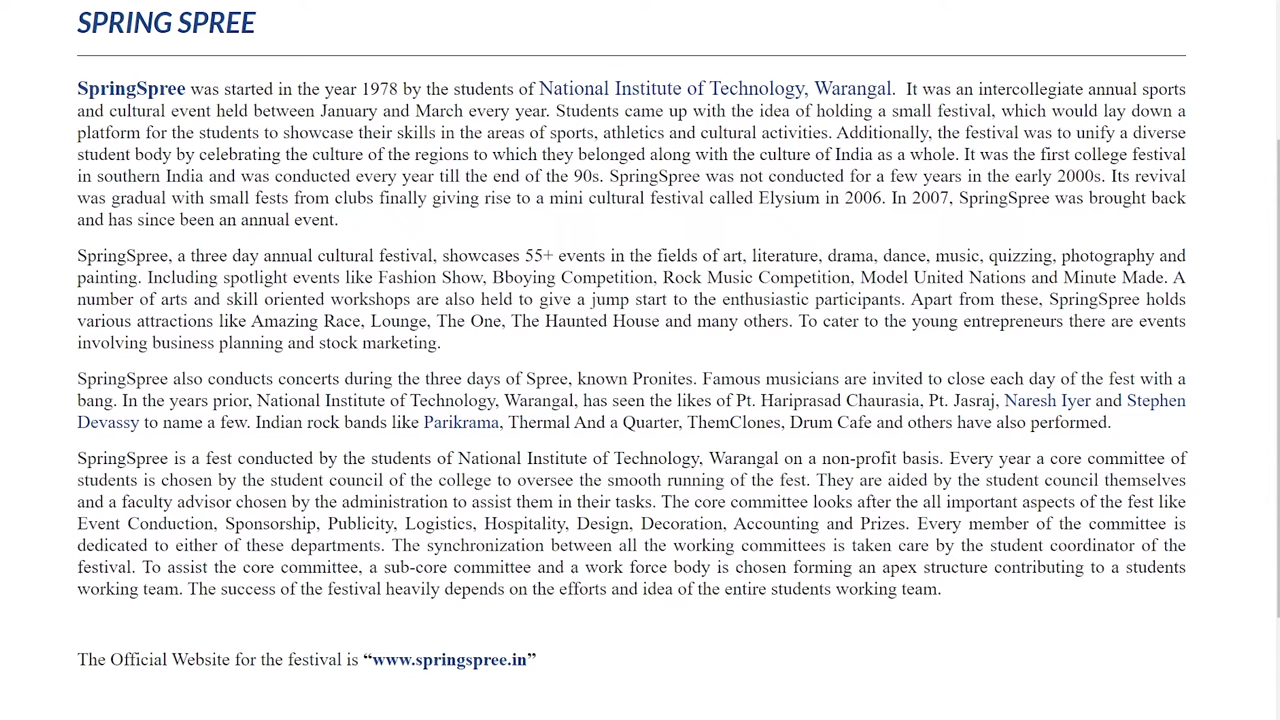 SPRING SPREE
SpringSpree was started in the year 1978 by the students of National Institute of Technology, Warangal. It was an intercollegiate annual sports
and cultural event held between January and March every year. Students came up with the idea of holding a small festival, which would lay down a
platform for the students to showcase their skills in the areas of sports, athletics and cultural activities. Additionally, the festival was to unify a diverse
student body by celebrating the culture of the regions to which they belonged along with the culture of India as a whole. It was the first college festival
in southern India and was conducted every year till the end of the 90s. SpringSpree was not conducted for a few years in the early 2000s. Its revival
was gradual with small fests from clubs finally giving rise to a mini cultural festival called Elysium in 2006. In 2007, SpringSpree was brought back
and has since been an annual event.
SpringSpree, a three day annual cultural festival, showcases 55+ events in the fields of art, literature, drama, dance, music, quizzing, photography and
painting. Including spotlight events like Fashion Show, Bboying Competition, Rock Music Competition, Model United Nations and Minute Made. A
number of arts and skill oriented workshops are also held to give a jump start to the enthusiastic participants. Apart from these, SpringSpree holds
various attractions like Amazing Race, Lounge, The One, The Haunted House and many others. To cater to the young entrepreneurs there are events
involving business planning and stock marketing.
SpringSpree also conducts concerts during the three days of Spree, known Pronites. Famous musicians are invited to close each day of the fest with a
bang. In the years prior, National Institute of Technology, Warangal, has seen the likes of Pt. Hariprasad Chaurasia, Pt. Jasraj, Naresh Iyer and Stephen
Devassy to name a few. Indian rock bands like Parikrama, Thermal And a Quarter, ThemClones, Drum Cafe and others have also performed.
SpringSpree is a fest conducted by the students of National Institute of Technology, Warangal on a non-profit basis. Every year a core committee of
students is chosen by the student council of the college to oversee the smooth running of the fest. They are aided by the student council themselves
and a faculty advisor chosen by the administration to assist them in their tasks. The core committee looks after the all important aspects of the fest like
Event Conduction, Sponsorship, Publicity, Logistics, Hospitality, Design, Decoration, Accounting and Prizes. Every member of the committee is
dedicated to either of these departments. The synchronization between all the working committees is taken care by the student coordinator of the
festival. To assist the core committee, a sub-core committee and a work force body is chosen forming an apex structure contributing to a students
working team. The success of the festival heavily depends on the efforts and idea of the entire students working team.
The Official Website for the festival is “www.springspree.in”